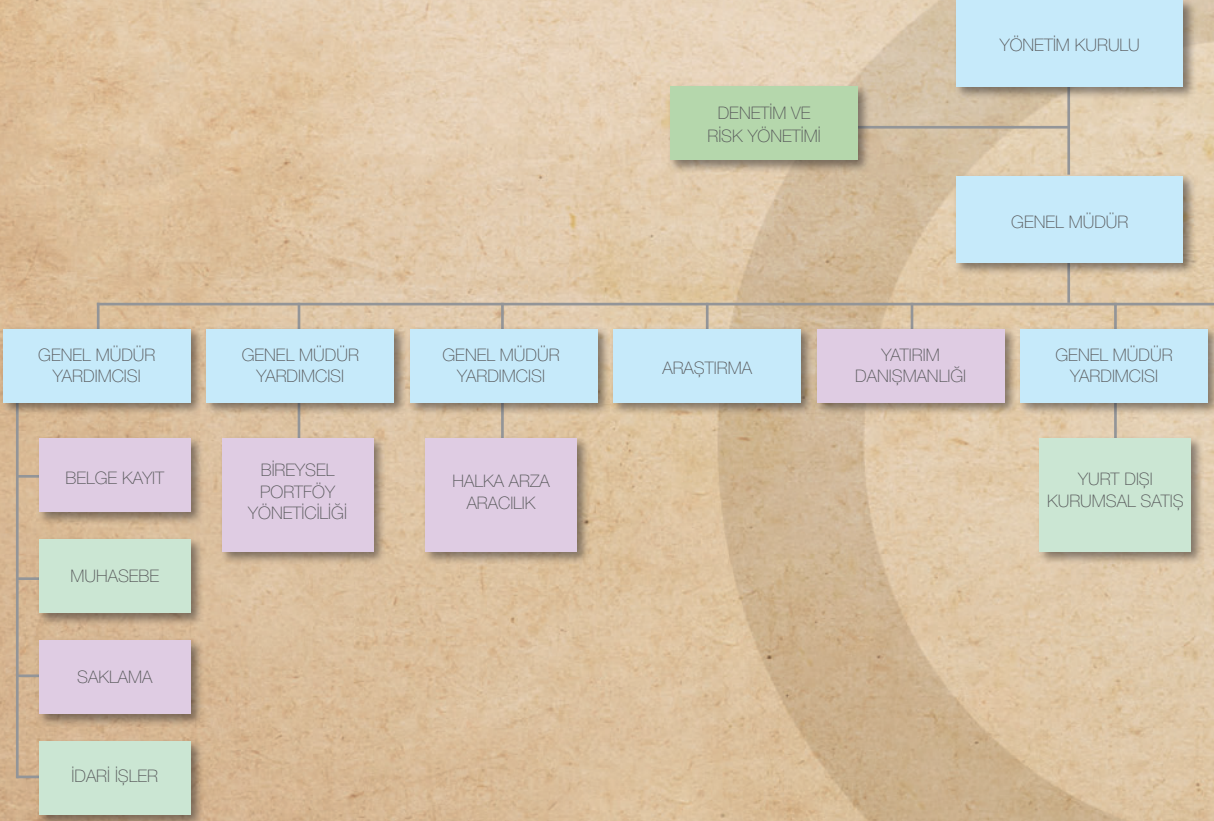 YÖNETİM KURULU
DENETİM VE
RİSK YÖNETİMİ
GENEL MÜDÜR
GENEL MÜDÜR
YARDIMCISI
GENEL MÜDÜR
YARDIMCISI
GENEL MÜDÜR
YARDIMCISI
ARAŞTIRMA
YATIRIM
DANIŞMANLIĞI
GENEL MÜDÜR
YARDIMCISI
BELGE KAYIT
BİREYSEL
PORTFÖY
YÖNETİCİLİĞİ
HALKA ARZA
ARACILIK
YURT DIŞI
KURUMSAL SATIŞ
MUHASEBE
SAKLAMA
İDARİ İŞLER